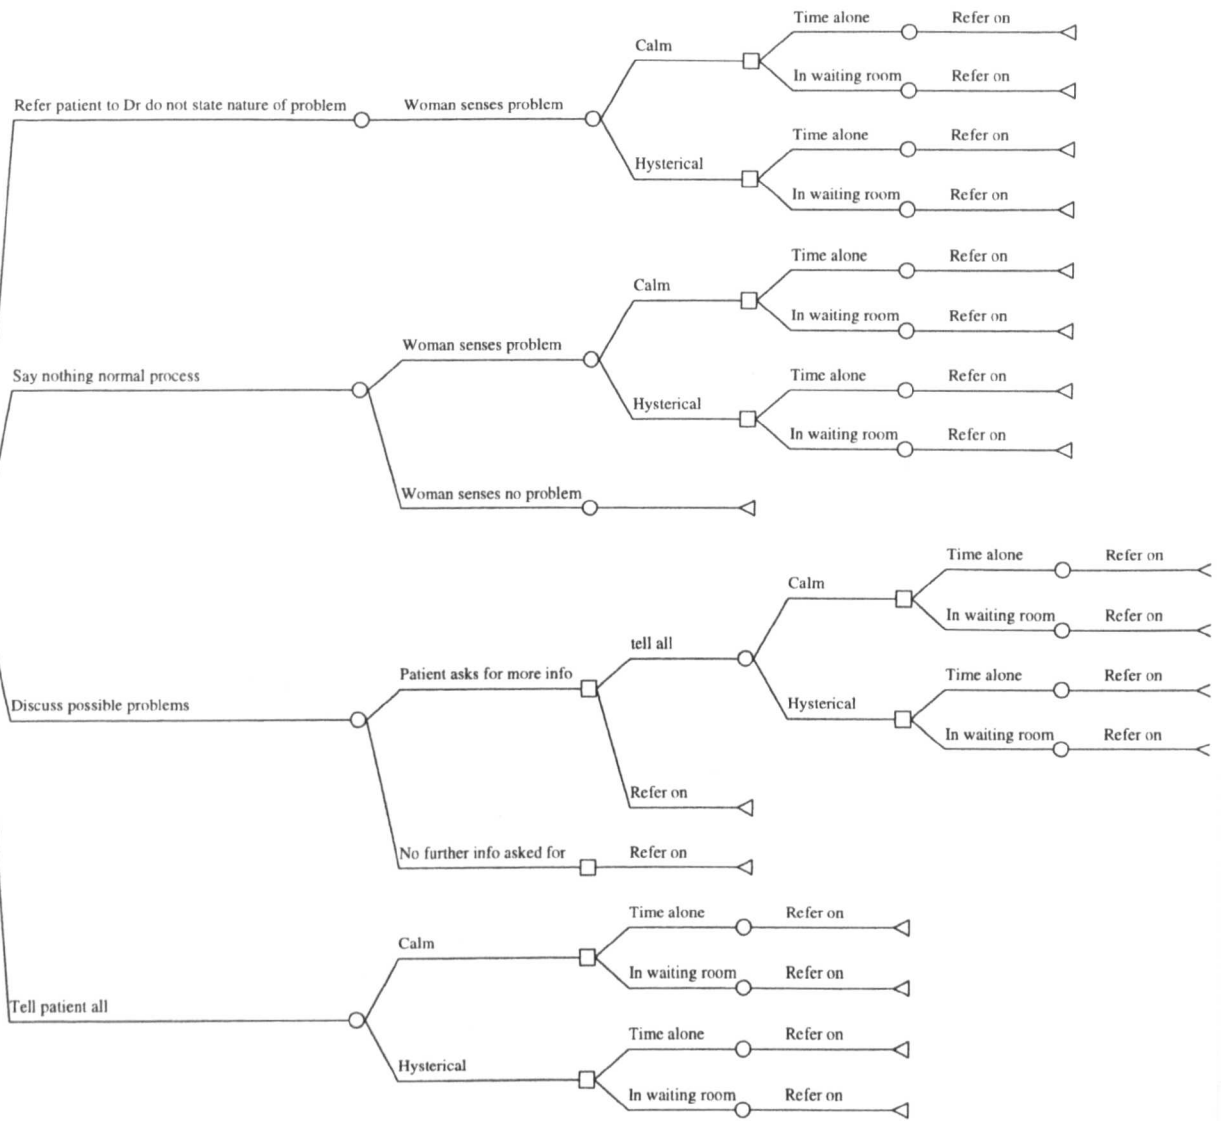 Time alone
Refer on
Calm
In waiting room
Refer on
Refer patient to Dr do not state nature of problem
Woman senses problem
Time alone
Refer on
Hysterical
In waiting room
Refer on
Time alone
Refer on
Calm
In waiting room
Refer on
Woman senses problem
Say nothing normal process
Time alone
Refer on
Hysterical
In waiting room
Refer on
Woman senses no problem
Time alone
Refer on
Calm
In waiting room
Refer on
tell all
Patient asks for more info
Time alone
Refer on
Discuss possible problems
Hysterical
In waiting room
Refer on
Refer on
No further info asked for
Refer on
Time alone
Refer on
Calm
In waiting room
Refer on
Tell patient all
Time alone
Refer on
Hysterical
In waiting room
Refer on